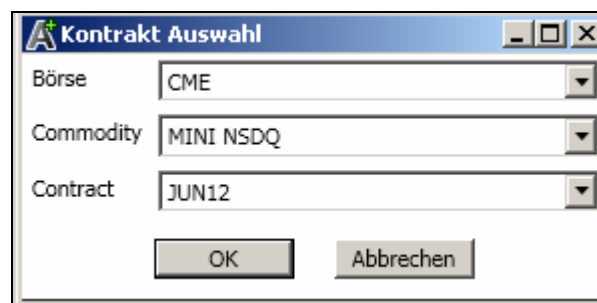 Kontrakt Auswahl
Börse CME
Commodity MINI NSDQ
Contract JUN12
OK Abbrechen